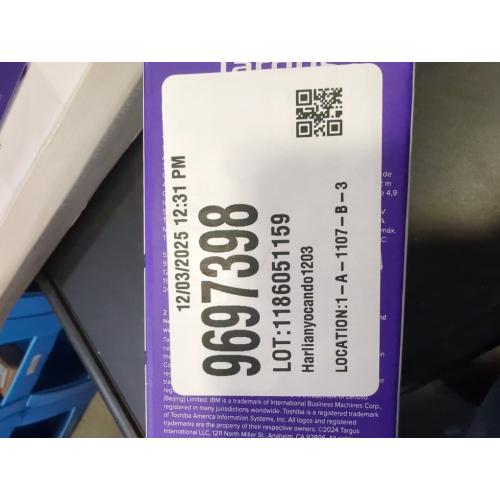 Targus
12/03/2025 12:31 PM
9697398
LOT:1186051159
Harlianyocando1203
LOCATION:1-A-1107-B-3
(Beijing) Limited. IBM is a trademark of International Business Machines Corp.,
registered in many jurisdictions worldwide. Toshiba is a registered trademark
of Toshiba America Information Systems, Inc. All logos and registered
trademarks are the property of their respective owners. ©2024 Targus
International LLC, 1211 North Miller St., Anaheim, CA 92806. All